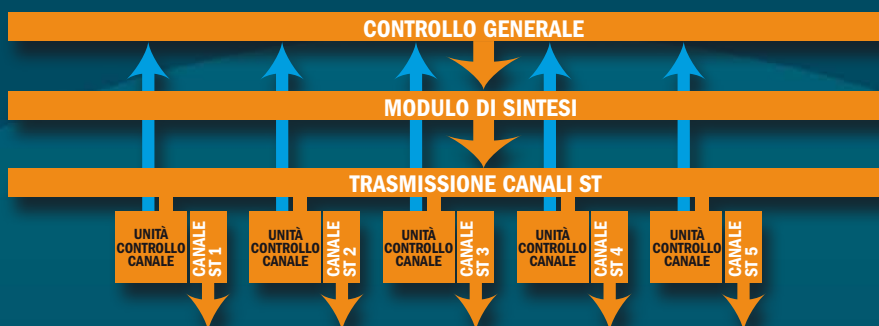 CONTROLLO GENERALE
MODULO DI SINTESI
TRASMISSIONE CANALI ST
UNITÀ
CONTROLLO
CANALE
CANALE
ST 1
UNITÀ
CONTROLLO
CANALE
CANALE
ST 2
UNITÀ
CONTROLLO
CANALE
CANALE
ST 3
UNITÀ
CONTROLLO
CANALE
CANALE
ST 4
UNITÀ
CONTROLLO
CANALE
CANALE
ST 5